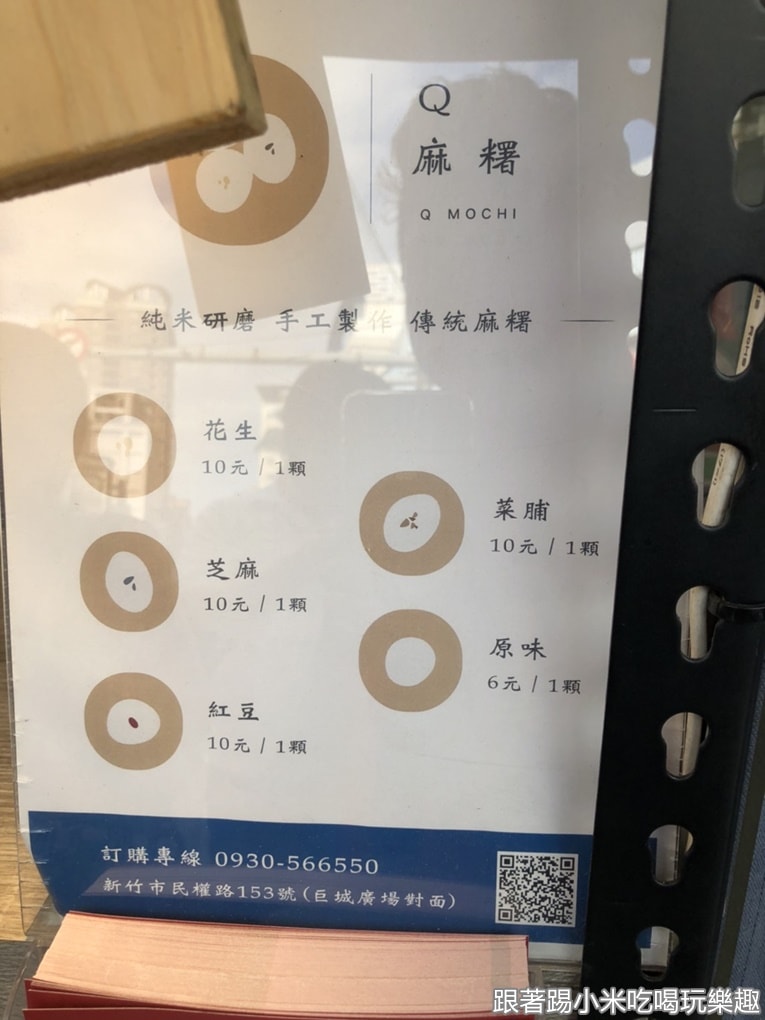 Q
麻糬
Q MOCHI
純米研磨 手工製作 傳統麻糬
花生
10元 / 1顆
芝麻
10元 / 1顆
紅豆
10元 / 1顆
菜脯
10元 / 1顆
原味
6元 / 1顆
訂購專線 0930-566550
新竹市民權路153號(巨城廣場對面)
跟著踢小米吃喝玩樂趣